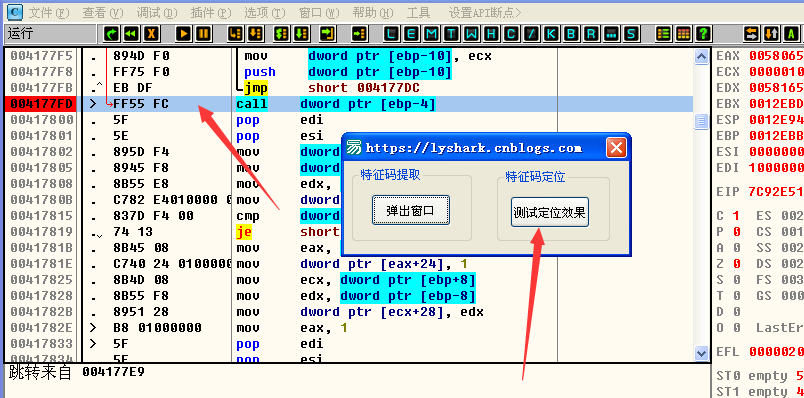 文件 查看(V) 调试(D) 插件(P) 选项(T) 窗口(W) 帮助(H) 工具 设置API断点>
运行 L E M T W H C / K B R ... S
004177F5 . 894D F0 mov dword ptr [ebp-10], ecx
004177F8 . FF75 F0 push dword ptr [ebp-10]
004177FB .^ EB DF jmp short 004177DC
004177FD > FF55 FC call dword ptr [ebp-4]
00417800 . 5F pop edi
00417801 . 5E pop esi
00417802 . 895D F4 mov dword
00417805 . 8945 F8 mov dword
00417808 . 8B55 E8 mov edx,
0041780B . C782 E4010000 0 mov dword
00417815 . 837D F4 00 cmp dword
00417819 .v 74 13 je short
0041781B . 8B45 08 mov eax,
0041781E . C740 24 0100000 mov dword ptr [eax+24], 1
00417825 . 8B4D 08 mov ecx, dword ptr [ebp+8]
00417828 . 8B55 F8 mov edx, dword ptr [ebp-8]
0041782B . 8951 28 mov dword ptr [ecx+28], edx
0041782E > B8 01000000 mov eax, 1
00417833 > 5F pop edi
00417834 . 5E pop esi
跳转来自 004177E9
https://lyshark.cnblogs.com
特征码提取
弹出窗口
特征码定位
测试定位效果
EAX 0058065
ECX 0000010
EDX 0058165
EBX 0012EBD
ESP 0012E92
EBP 0012E94
ESI 0000000
EDI 1000000
EIP 7C92E51
C 1 ES 002
P 0 CS 001
A 0 SS 002
Z 0 DS 002
S 0 FS 003
T 0 GS 000
D 0
O 0 LastEr
EFL 0000020
ST0 empty 5
ST1 empty 4